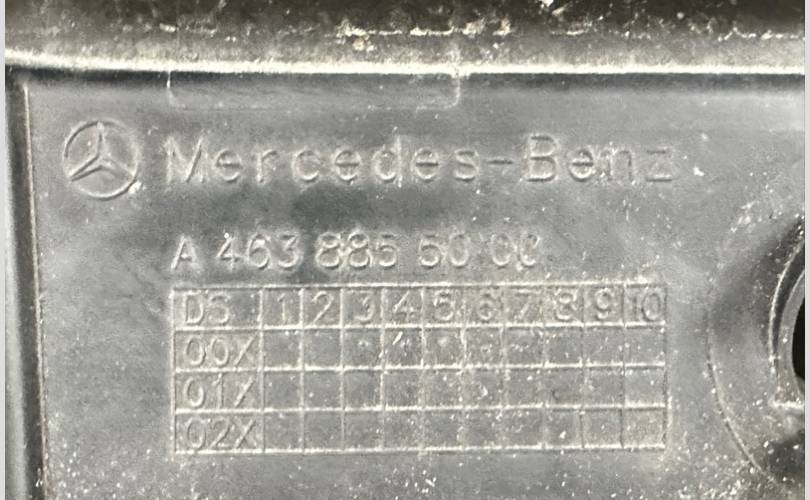 Mercedes-Benz
A 463 885 60 00
DS 1 2 3 4 5 6 7 8 9 10
00X
01X
02X